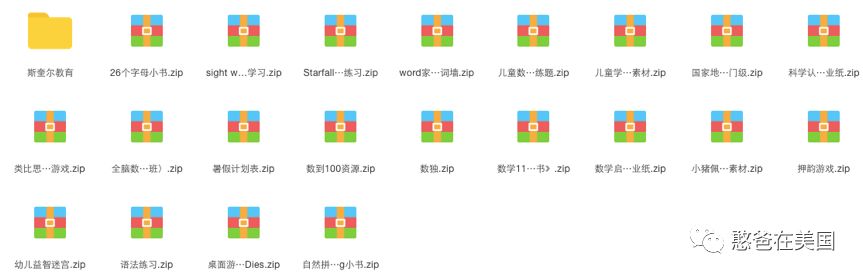 斯奎尔教育 26个字母小书.zip sight w…学习.zip Starfall…练习.zip word家…词墙.zip 儿童数…练题.zip 儿童学…素材.zip 国家地…门级.zip 科学认…业纸.zip
类比思…游戏.zip 全脑数…班）.zip 暑假计划表.zip 数到100资源.zip 数独.zip 数学11…书》.zip 数学启…业纸.zip 小猪佩…素材.zip 押韵游戏.zip
憨爸在美国
幼儿益智迷宫.zip 语法练习.zip 桌面游…Dies.zip 自然拼…g小书.zip